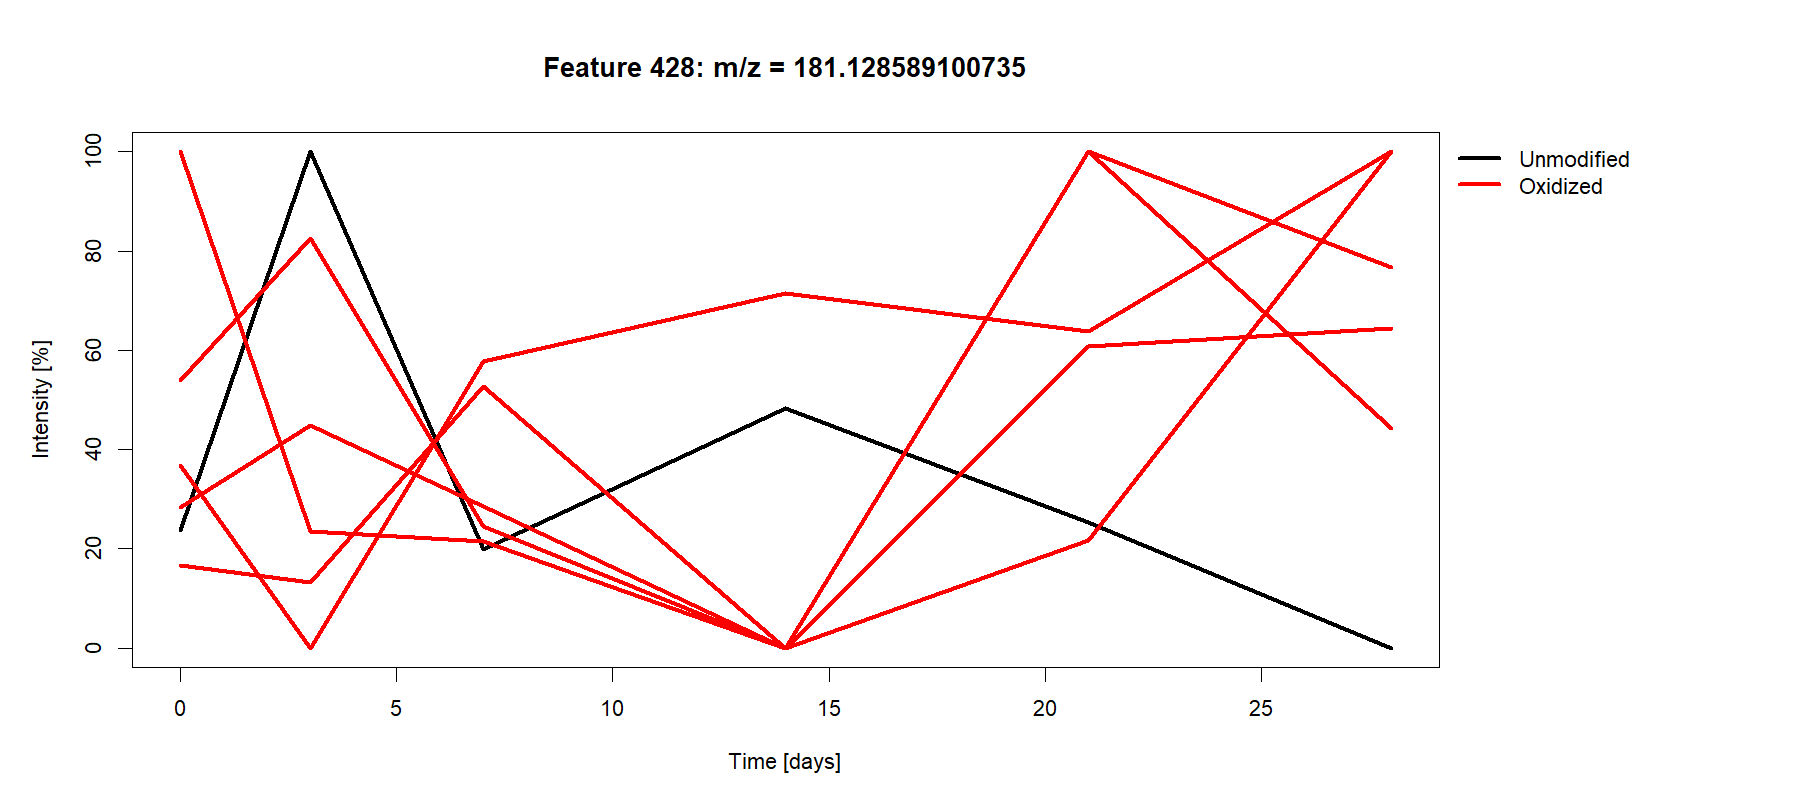 Feature 428: m/z = 181.128589100735
Unmodified
Oxidized
Intensity [%]
100
80
60
40
20
0
0 5 10 15 20 25
Time [days]